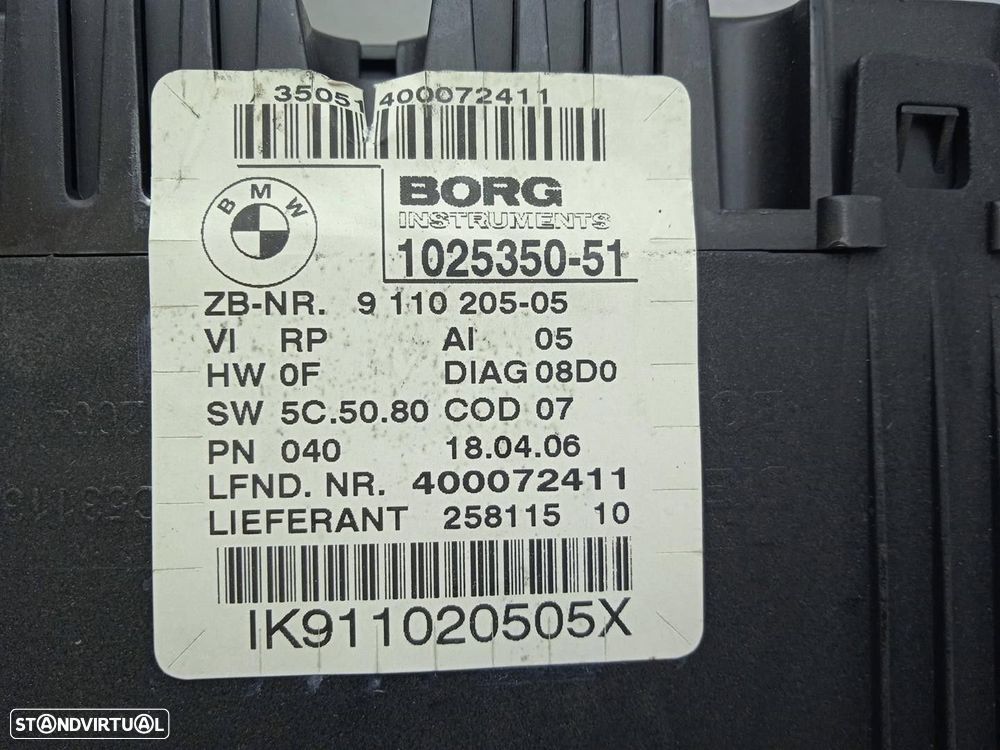 35051 400072411
BMW
BORG
INSTRUMENTS
1025350-51
ZB-NR. 9 110 205-05
VI RP AI 05
HW 0F DIAG 08D0
SW 5C.50.80 COD 07
PN 040 18.04.06
LFND. NR. 400072411
LIEFERANT 258115 10
IK911020505X
STANDVIRTUAL